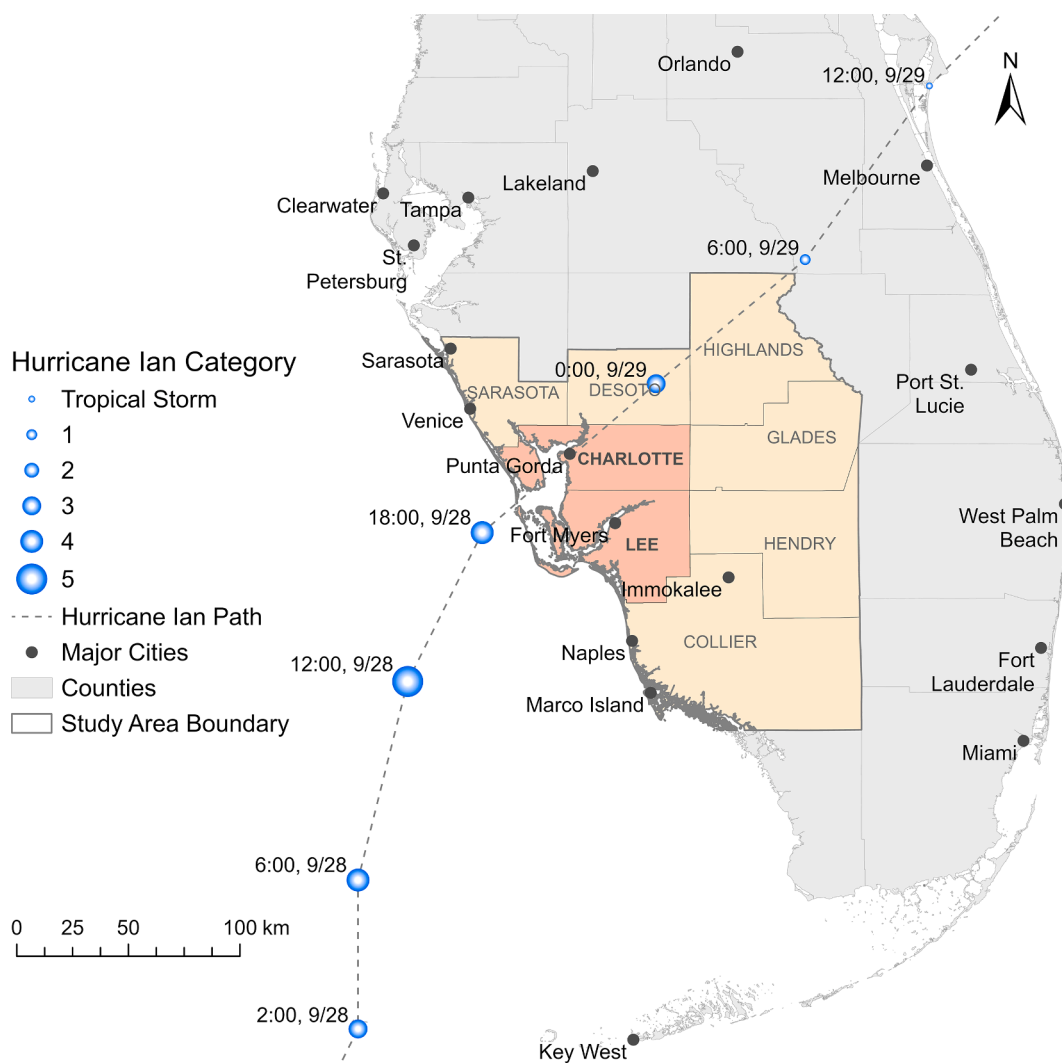 Orlando
N
12:00, 9/29
Lakeland
Melbourne
Clearwater
Tampa
St.
Petersburg
6:00, 9/29
Hurricane Ian Category
Tropical Storm
1
2
3
4
5
Hurricane Ian Path
Major Cities
Counties
Study Area Boundary
Sarasota
SARASOTA
0:00, 9/29
DESOTO
HIGHLANDS
Port St.
Lucie
Venice
GLADES
Punta Gorda
CHARLOTTE
18:00, 9/28
Fort Myers
LEE
HENDRY
West Palm
Beach
Immokalee
12:00, 9/28
Naples
COLLIER
Fort
Lauderdale
Marco Island
Miami
6:00, 9/28
0 25 50 100 km
2:00, 9/28
Key West